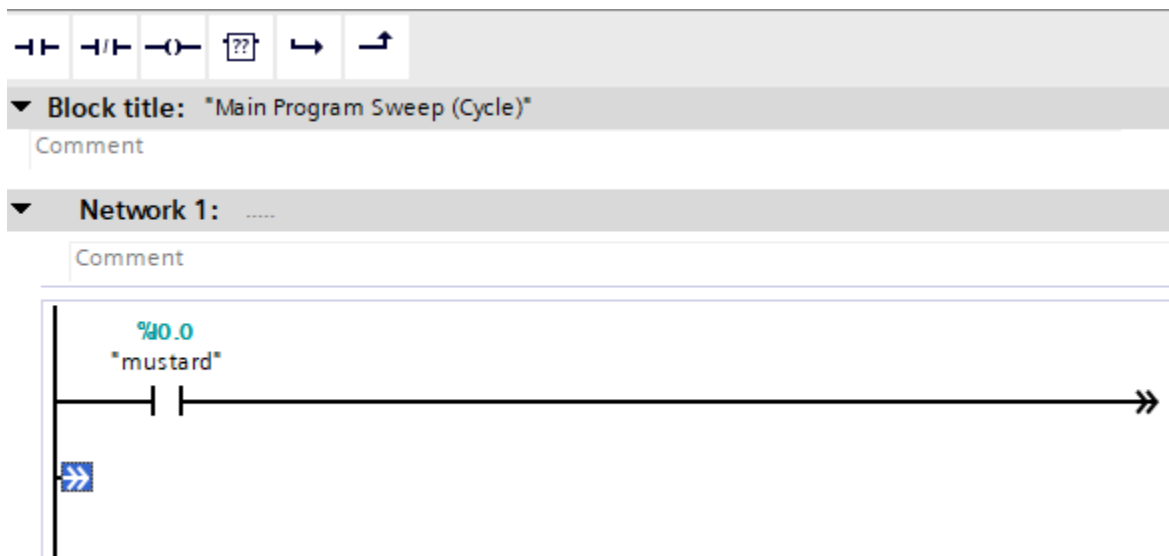 ??
Block title: "Main Program Sweep (Cycle)"
Comment
Network 1: .....
Comment
%I0.0
"mustard"